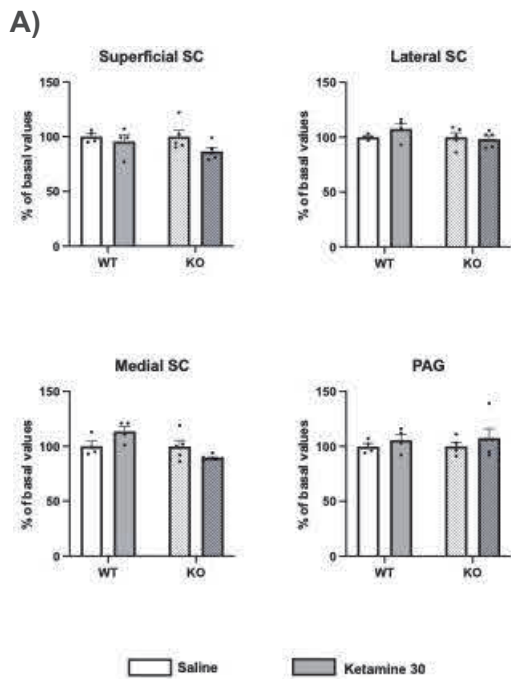 A)
Superficial SC
Lateral SC
% of basal values
150
100
50
0
WT
KO
% of basal values
150
100
50
0
WT
KO
Medial SC
PAG
% of basal values
150
100
50
0
WT
KO
% of basal values
150
100
50
0
WT
KO
Saline
Ketamine 30